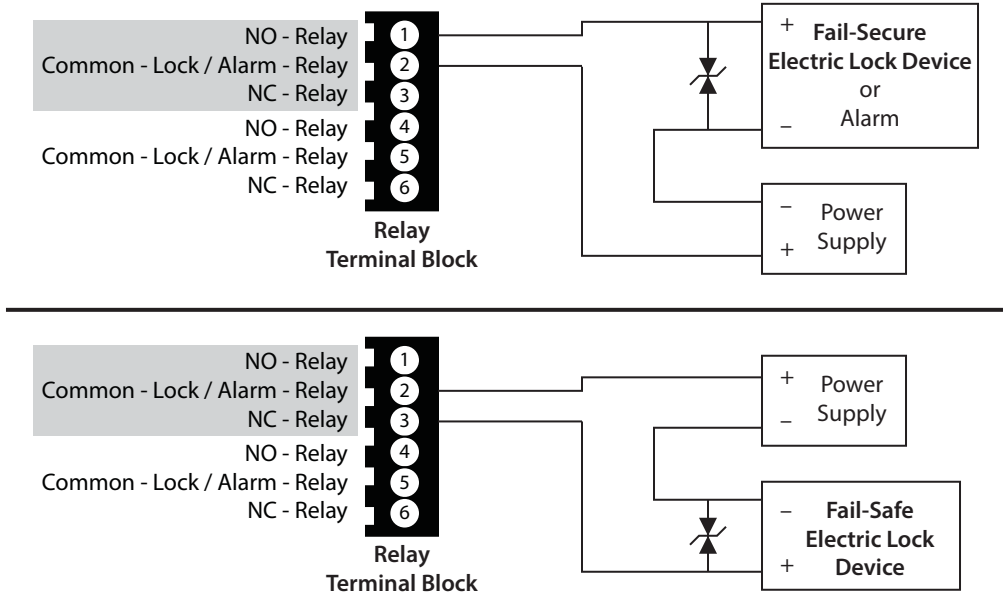 NO - Relay
Common - Lock / Alarm - Relay
NC - Relay
NO - Relay
Common - Lock / Alarm - Relay
NC - Relay
1
2
3
4
5
6
Relay
Terminal Block
+
Fail-Secure
Electric Lock Device
or
Alarm
–
–
Power
Supply
+
NO - Relay
Common - Lock / Alarm - Relay
NC - Relay
NO - Relay
Common - Lock / Alarm - Relay
NC - Relay
1
2
3
4
5
6
Relay
Terminal Block
+
Power
Supply
–
–
Fail-Safe
Electric Lock
Device
+